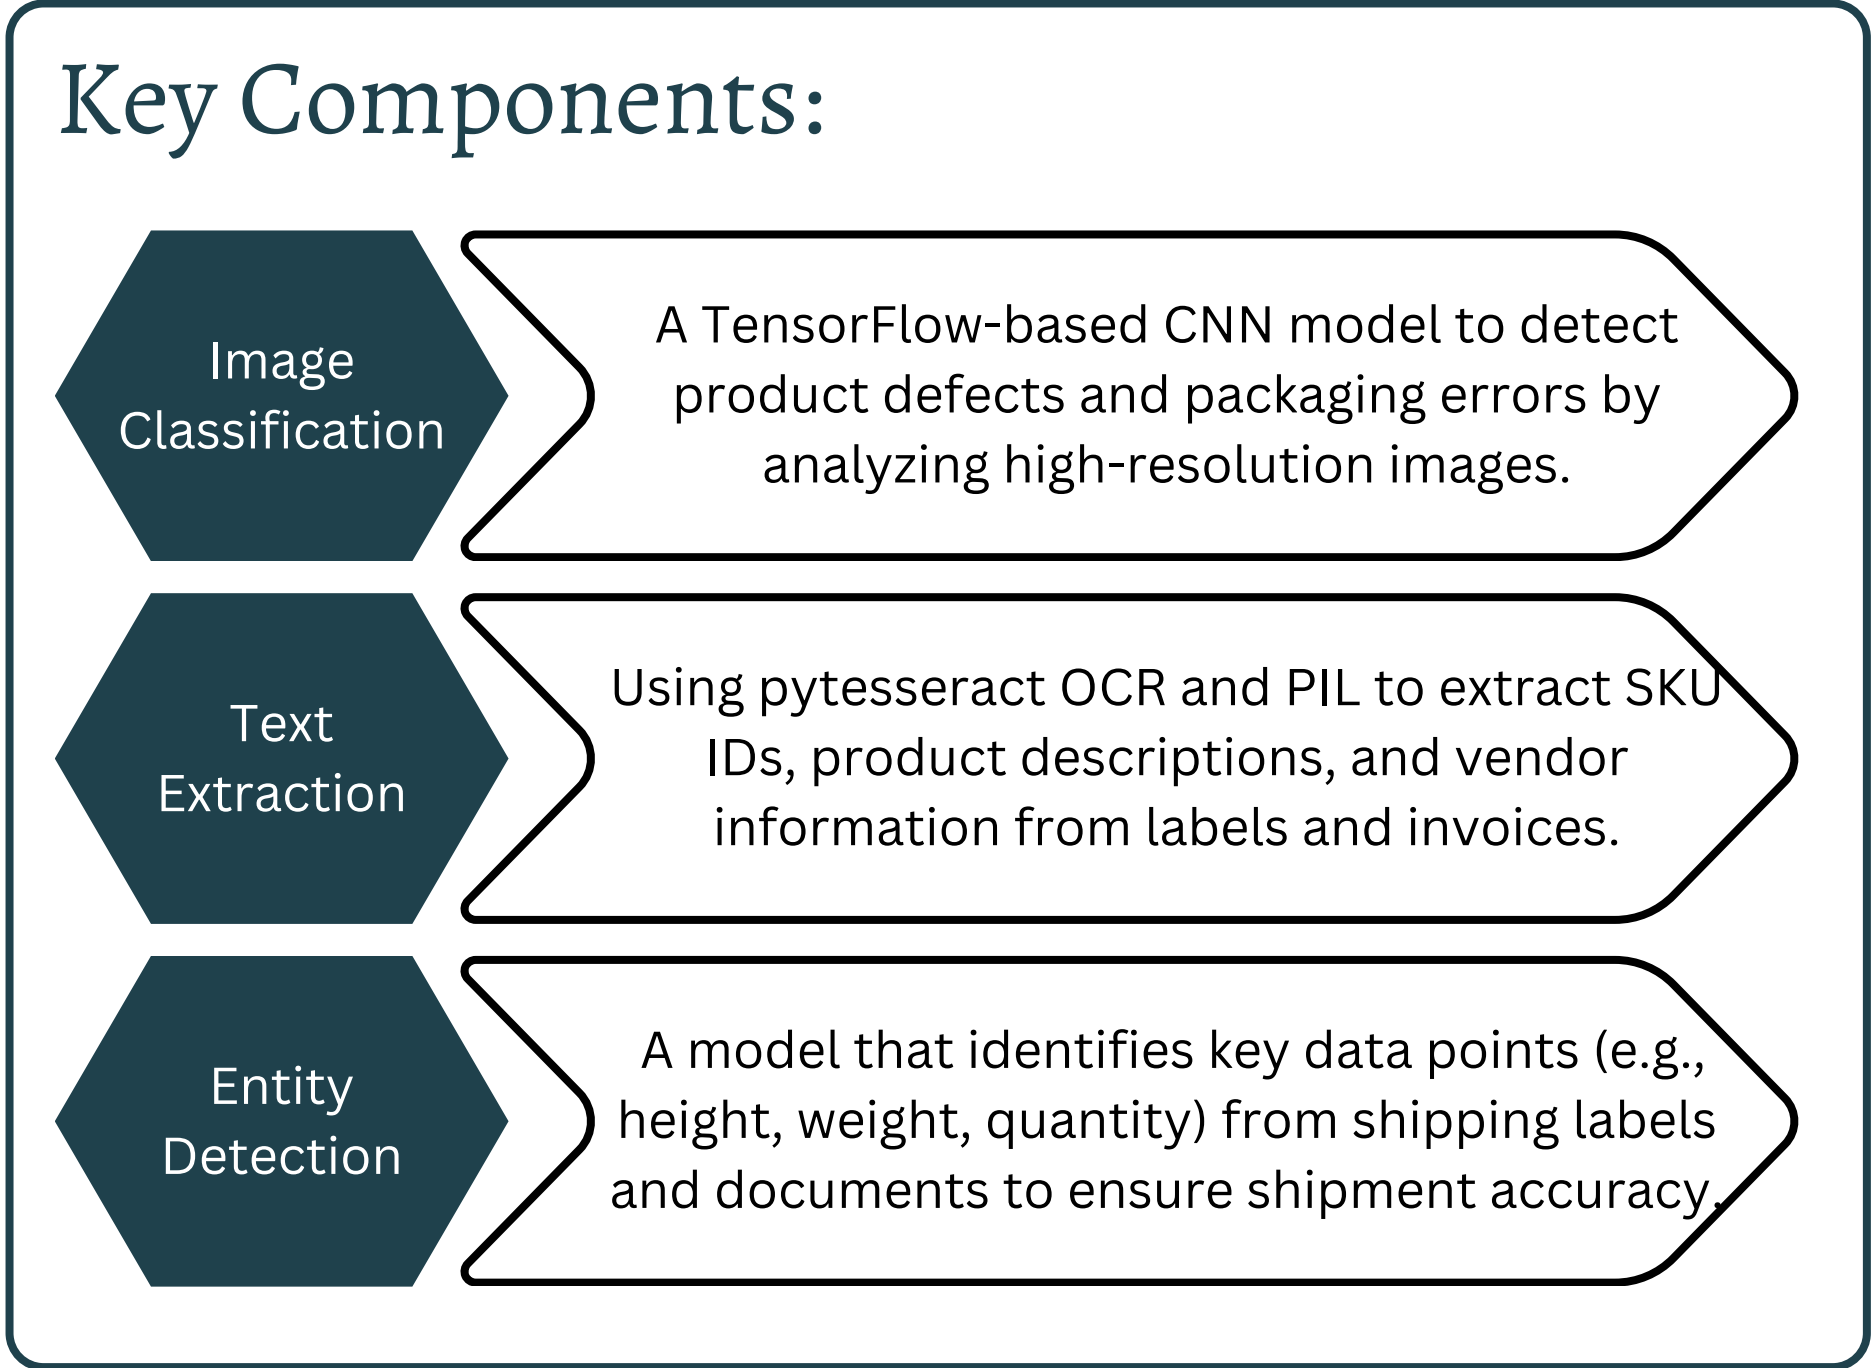 Key Components:
Image
Classification
A TensorFlow-based CNN model to detect
product defects and packaging errors by
analyzing high-resolution images.
Text
Extraction
Using pytesseract OCR and PIL to extract SKU
IDs, product descriptions, and vendor
information from labels and invoices.
Entity
Detection
A model that identifies key data points (e.g.,
height, weight, quantity) from shipping labels
and documents to ensure shipment accuracy.